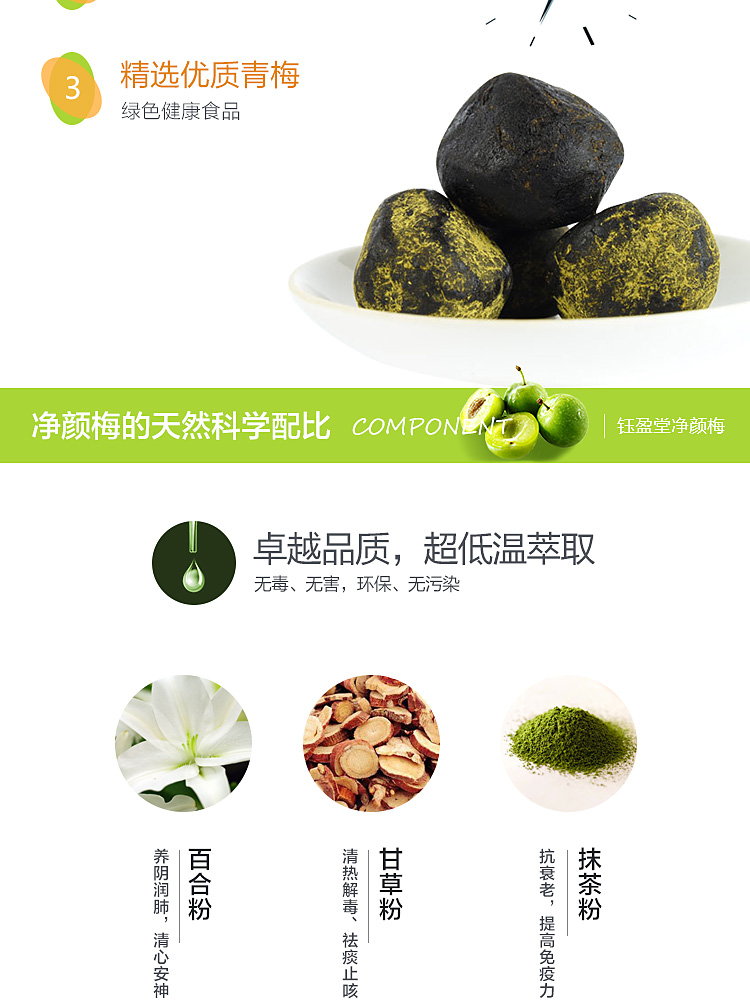 3
精选优质青梅
绿色健康食品
净颜梅的天然科学配比 COMPONENT 钰盈堂净颜梅
卓越品质，超低温萃取
无毒、无害，环保、无污染
百合粉
养阴润肺，清心安神
甘草粉
清热解毒、祛痰止咳
抹茶粉
抗衰老，提高免疫力